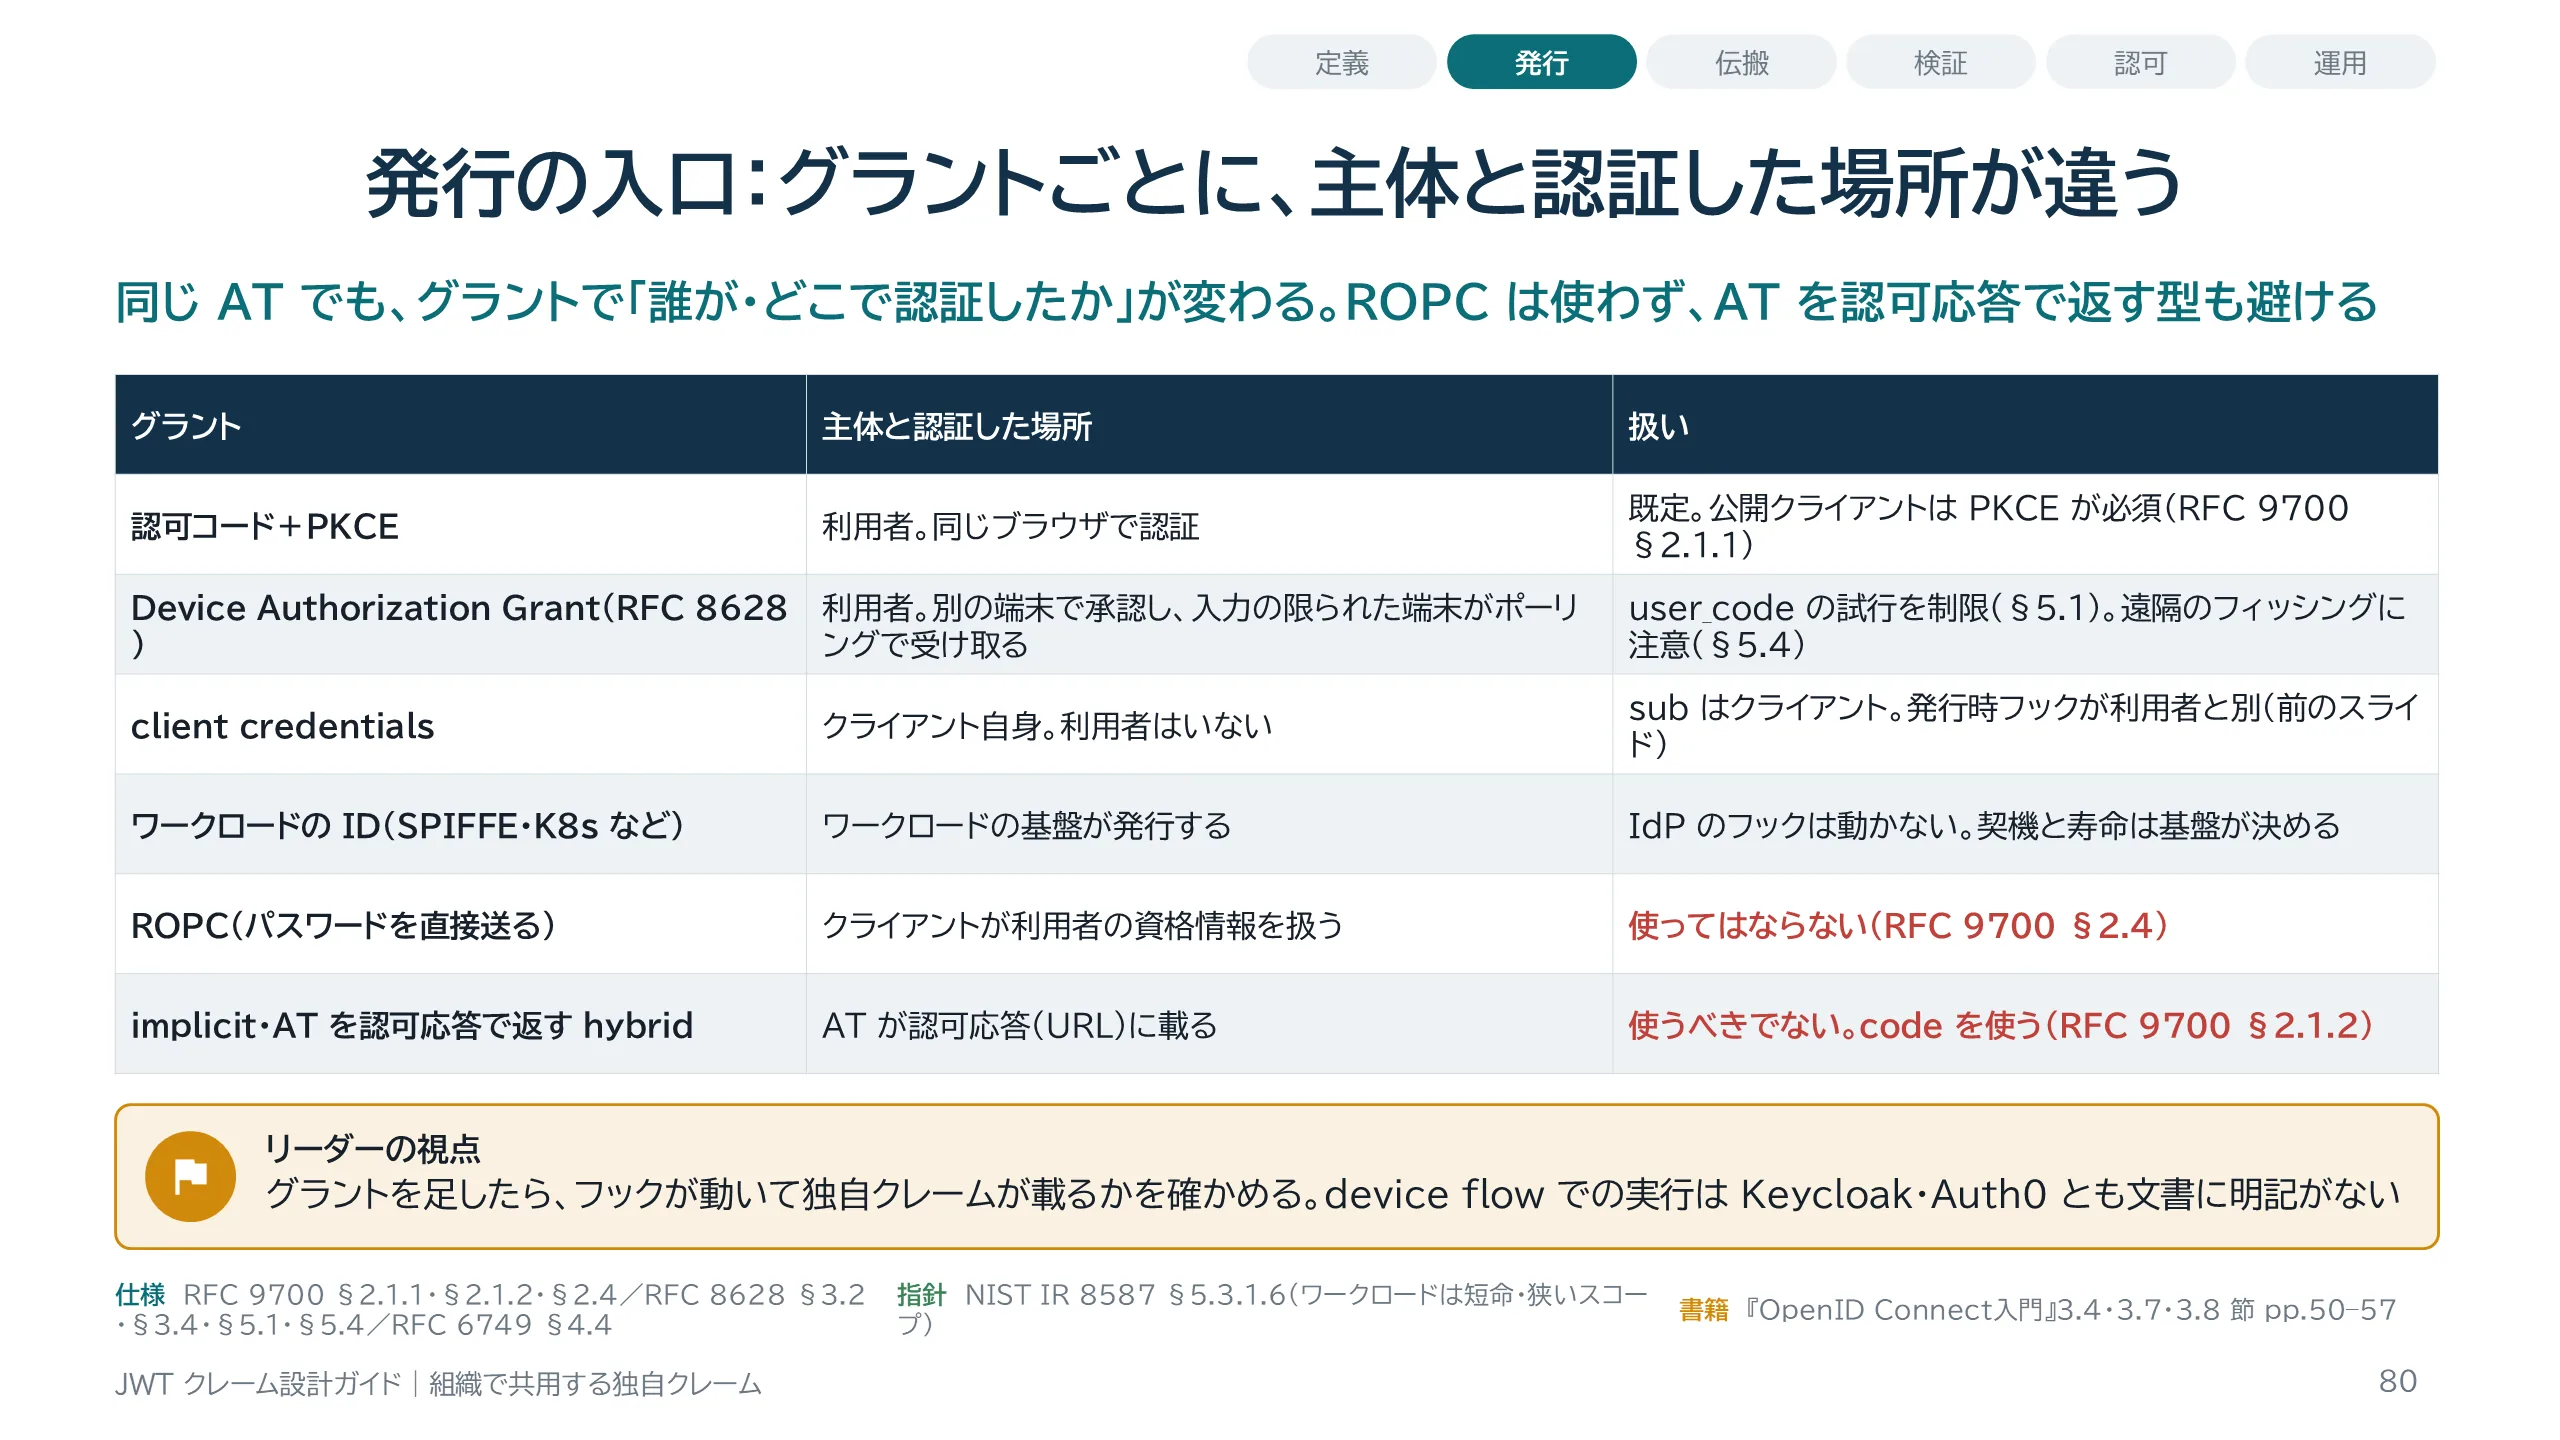 定義
発行
伝搬
検証
認可
運用
発行の入口：グラントごとに、主体と認証した場所が違う
同じ AT でも、グラントで「誰が・どこで認証したか」が変わる。ROPC は使わず、AT を認可応答で返す型も避ける
グラント
主体と認証した場所
扱い
認可コード＋PKCE
利用者。同じブラウザで認証
既定。公開クライアントは PKCE が必須（RFC 9700
§2.1.1）
Device Authorization Grant（RFC 8628
）
利用者。別の端末で承認し、入力の限られた端末がポーリ
ングで受け取る
user_code の試行を制限（§5.1）。遠隔のフィッシングに
注意（§5.4）
client credentials
クライアント自身。利用者はいない
sub はクライアント。発行時フックが利用者と別（前のスライ
ド）
ワークロードの ID（SPIFFE・K8s など）
ワークロードの基盤が発行する
IdP のフックは動かない。契機と寿命は基盤が決める
ROPC（パスワードを直接送る）
クライアントが利用者の資格情報を扱う
使ってはならない（RFC 9700 §2.4）
implicit・AT を認可応答で返す hybrid
AT が認可応答（URL）に載る
使うべきでない。code を使う（RFC 9700 §2.1.2）
リーダーの視点
グラントを足したら、フックが動いて独自クレームが載るかを確かめる。device flow での実行は Keycloak・Auth0 とも文書に明記がない
仕様 RFC 9700 §2.1.1・§2.1.2・§2.4／RFC 8628 §3.2
・§3.4・§5.1・§5.4／RFC 6749 §4.4
指針 NIST IR 8587 §5.3.1.6（ワークロードは短命・狭いスコー
プ）
書籍 『OpenID Connect入門』3.4・3.7・3.8 節 pp.50–57
JWT クレーム設計ガイド｜組織で共用する独自クレーム
80